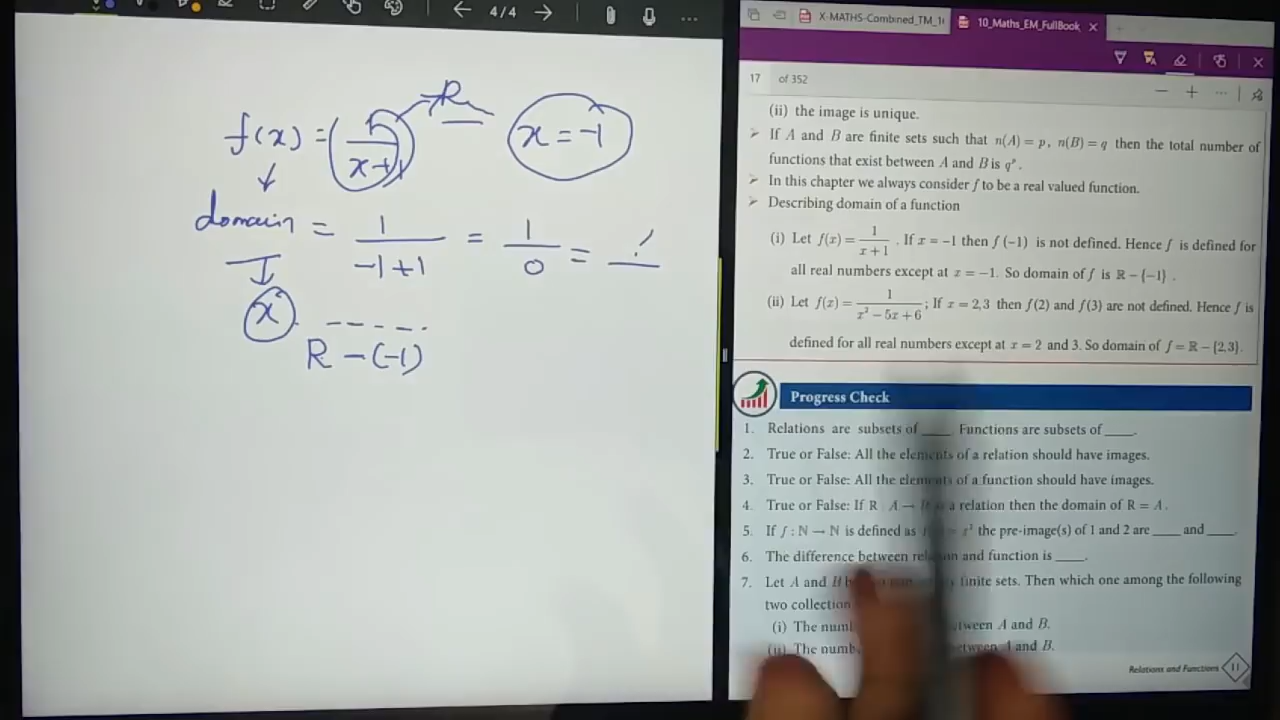 4/4
f(x) = (1/x+1) R x = -1
domain = 1/-1+1 = 1/0 = ?
x
R - (-1)
X-MATHS-Combined_TM_1
10_Maths_EM_FullBook
17 of 352
(ii) the image is unique.
If A and B are finite sets such that n(A) = p, n(B) = q then the total number of
functions that exist between A and B is q^p.
In this chapter we always consider f to be a real valued function.
Describing domain of a function
(i) Let f(x) = 1/x+1 . If x = −1 then f(−1) is not defined. Hence f is defined for
all real numbers except at x = −1. So domain of f is ℝ − {−1} .
(ii) Let f(x) = 1/x² − 5x + 6 ; If x = 2,3 then f(2) and f(3) are not defined. Hence f is
defined for all real numbers except at x = 2 and 3. So domain of f = ℝ − {2,3}.
Progress Check
1. Relations are subsets of ____. Functions are subsets of ____.
2. True or False: All the elements of a relation should have images.
3. True or False: All the elements of a function should have images.
4. True or False: If R : A → a relation then the domain of R = A.
5. If f : ℕ → ℕ is defined as the pre-image(s) of 1 and 2 are ____ and ____.
6. The difference between relation and function is ____.
7. Let A and B finite sets. Then which one among the following
two collection
(i) The between A and B.
(ii) The between A and B.
Relations and Functions 11